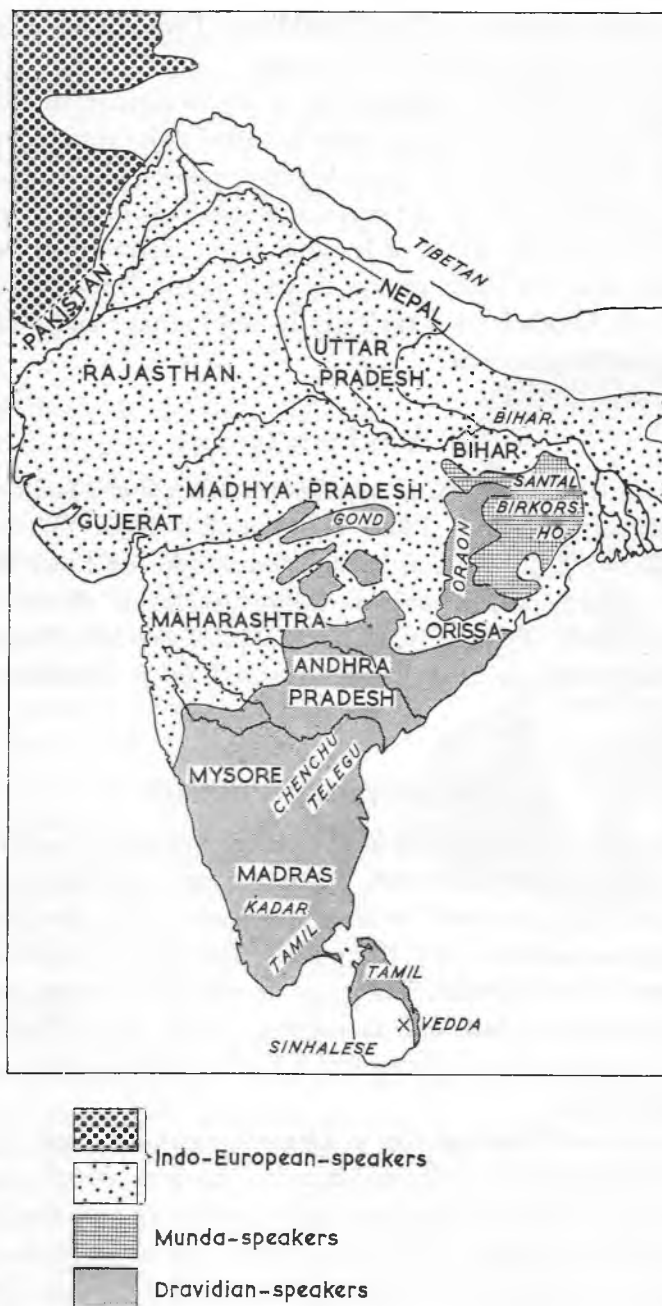 TIBETAN
PAKISTAN
NEPAL
UTTAR
PRADESH
RAJASTHAN
BIHAR
BIHAR
SANTAL
MADHYA PRADESH
BIRKORS
GUJERAT
GOND
HO
ORAON
MAHARASHTRA
ORISSA
ANDHRA
PRADESH
MYSORE
CHENCHU
TELEGU
MADRAS
KADAR
TAMIL
TAMIL
VEDDA
SINHALESE
Indo-European-speakers
Munda-speakers
Dravidian-speakers